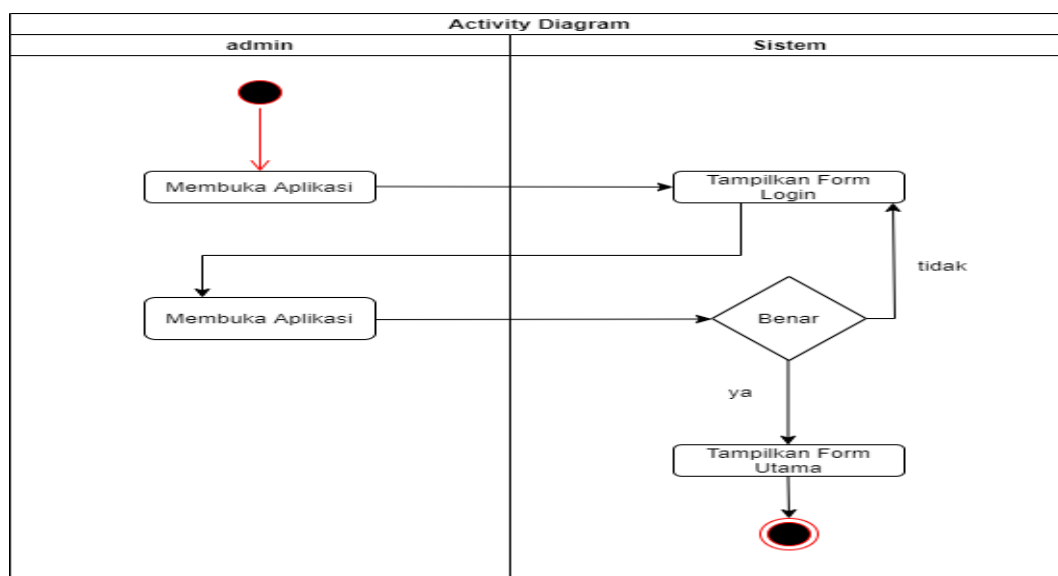 Activity Diagram
admin
Sistem
Membuka Aplikasi
Tampilkan Form
Login
tidak
Membuka Aplikasi
Benar
ya
Tampilkan Form
Utama